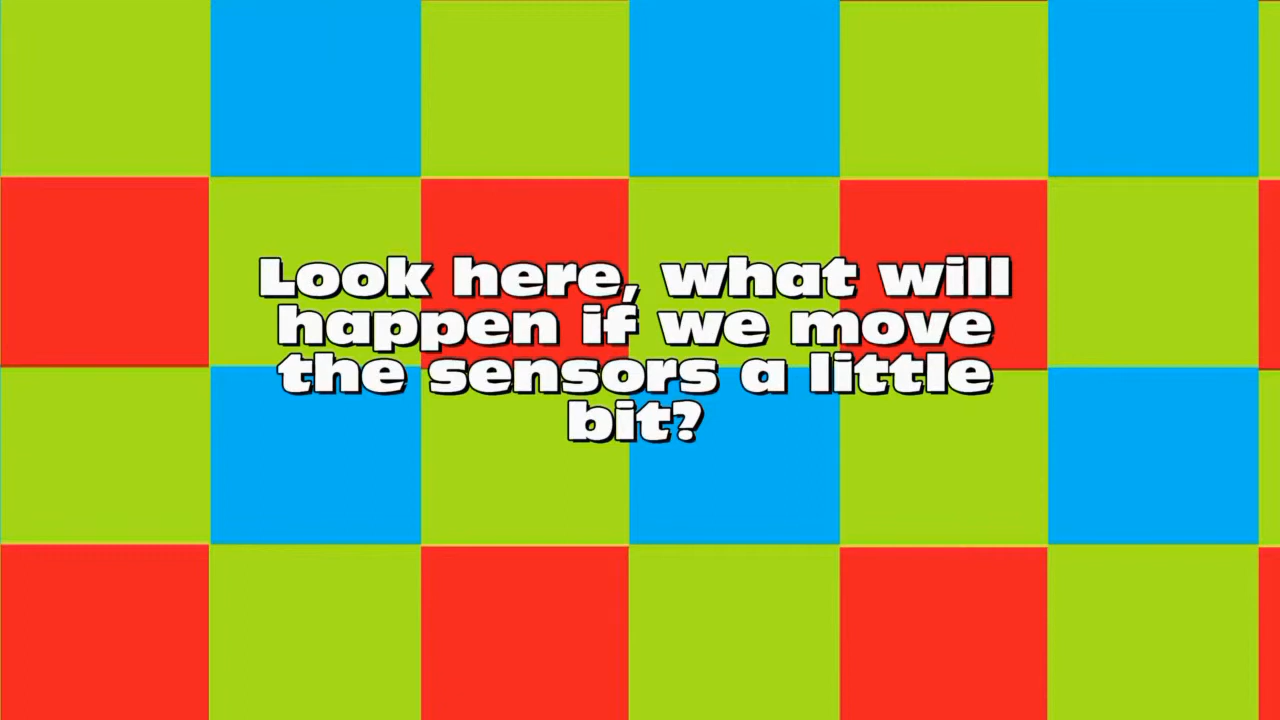 Look here, what will
happen if we move
the sensors a little
bit?